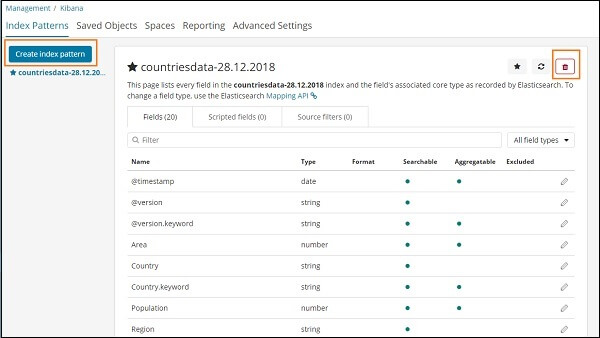 Management / Kibana
Index Patterns Saved Objects Spaces Reporting Advanced Settings
Create index pattern
★ countriesdata-28.12.20...
★ countriesdata-28.12.2018
This page lists every field in the countriesdata-28.12.2018 index and the field's associated core type as recorded by Elasticsearch. To
change a field type, use the Elasticsearch Mapping API
Fields (20) Scripted fields (0) Source filters (0)
Filter All field types
Name Type Format Searchable Aggregatable Excluded
@timestamp date
@version string
@version.keyword string
Area number
Country string
Country.keyword string
Population number
Region string